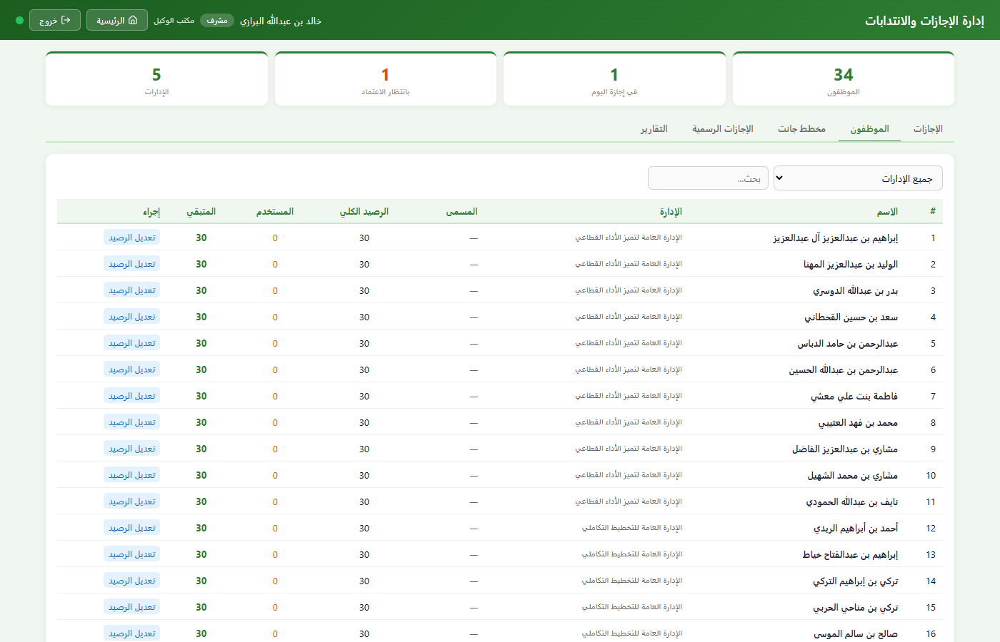 إدارة الإجازات والانتدابات
خالد بن عبدالله البرازي مشرف مكتب الوكيل الرئيسية خروج
34 1 1 5
الموظفون في إجازة اليوم بانتظار الاعتماد الإدارات
الإجازات الموظفون مخطط جانت الإجازات الرسمية التقارير
جميع الإدارات بحث...
# الاسم الإدارة المسمى الرصيد الكلي المستخدم المتبقي إجراء
1 إبراهيم بن عبدالعزيز آل عبدالعزيز الإدارة العامة لتميز الأداء القطاعي — 30 0 30 تعديل الرصيد
2 الوليد بن عبدالعزيز المهنا الإدارة العامة لتميز الأداء القطاعي — 30 0 30 تعديل الرصيد
3 بدر بن عبدالله الدوسري الإدارة العامة لتميز الأداء القطاعي — 30 0 30 تعديل الرصيد
4 سعد بن حسين القحطاني الإدارة العامة لتميز الأداء القطاعي — 30 0 30 تعديل الرصيد
5 عبدالرحمن بن حامد الدباس الإدارة العامة لتميز الأداء القطاعي — 30 0 30 تعديل الرصيد
6 عبدالرحمن بن عبدالله الحسين الإدارة العامة لتميز الأداء القطاعي — 30 0 30 تعديل الرصيد
7 فاطمة بنت علي معشي الإدارة العامة لتميز الأداء القطاعي — 30 0 30 تعديل الرصيد
8 محمد بن فهد العتيبي الإدارة العامة لتميز الأداء القطاعي — 30 0 30 تعديل الرصيد
9 مشاري بن عبدالعزيز الفاضل الإدارة العامة لتميز الأداء القطاعي — 30 0 30 تعديل الرصيد
10 مشاري بن محمد الشهيل الإدارة العامة لتميز الأداء القطاعي — 30 0 30 تعديل الرصيد
11 نايف بن عبدالله الحمودي الإدارة العامة لتميز الأداء القطاعي — 30 0 30 تعديل الرصيد
12 أحمد بن أبراهيم الربدي الإدارة العامة للتخطيط التكاملي — 30 0 30 تعديل الرصيد
13 إبراهيم بن عبدالفتاح خياط الإدارة العامة للتخطيط التكاملي — 30 0 30 تعديل الرصيد
14 تركي بن إبراهيم التركي الإدارة العامة للتخطيط التكاملي — 30 0 30 تعديل الرصيد
15 تركي بن مناحي الحربي الإدارة العامة للتخطيط التكاملي — 30 0 30 تعديل الرصيد
16 صالح بن سالم الموسى الإدارة العامة للتخطيط التكاملي — 30 0 30 تعديل الرصيد